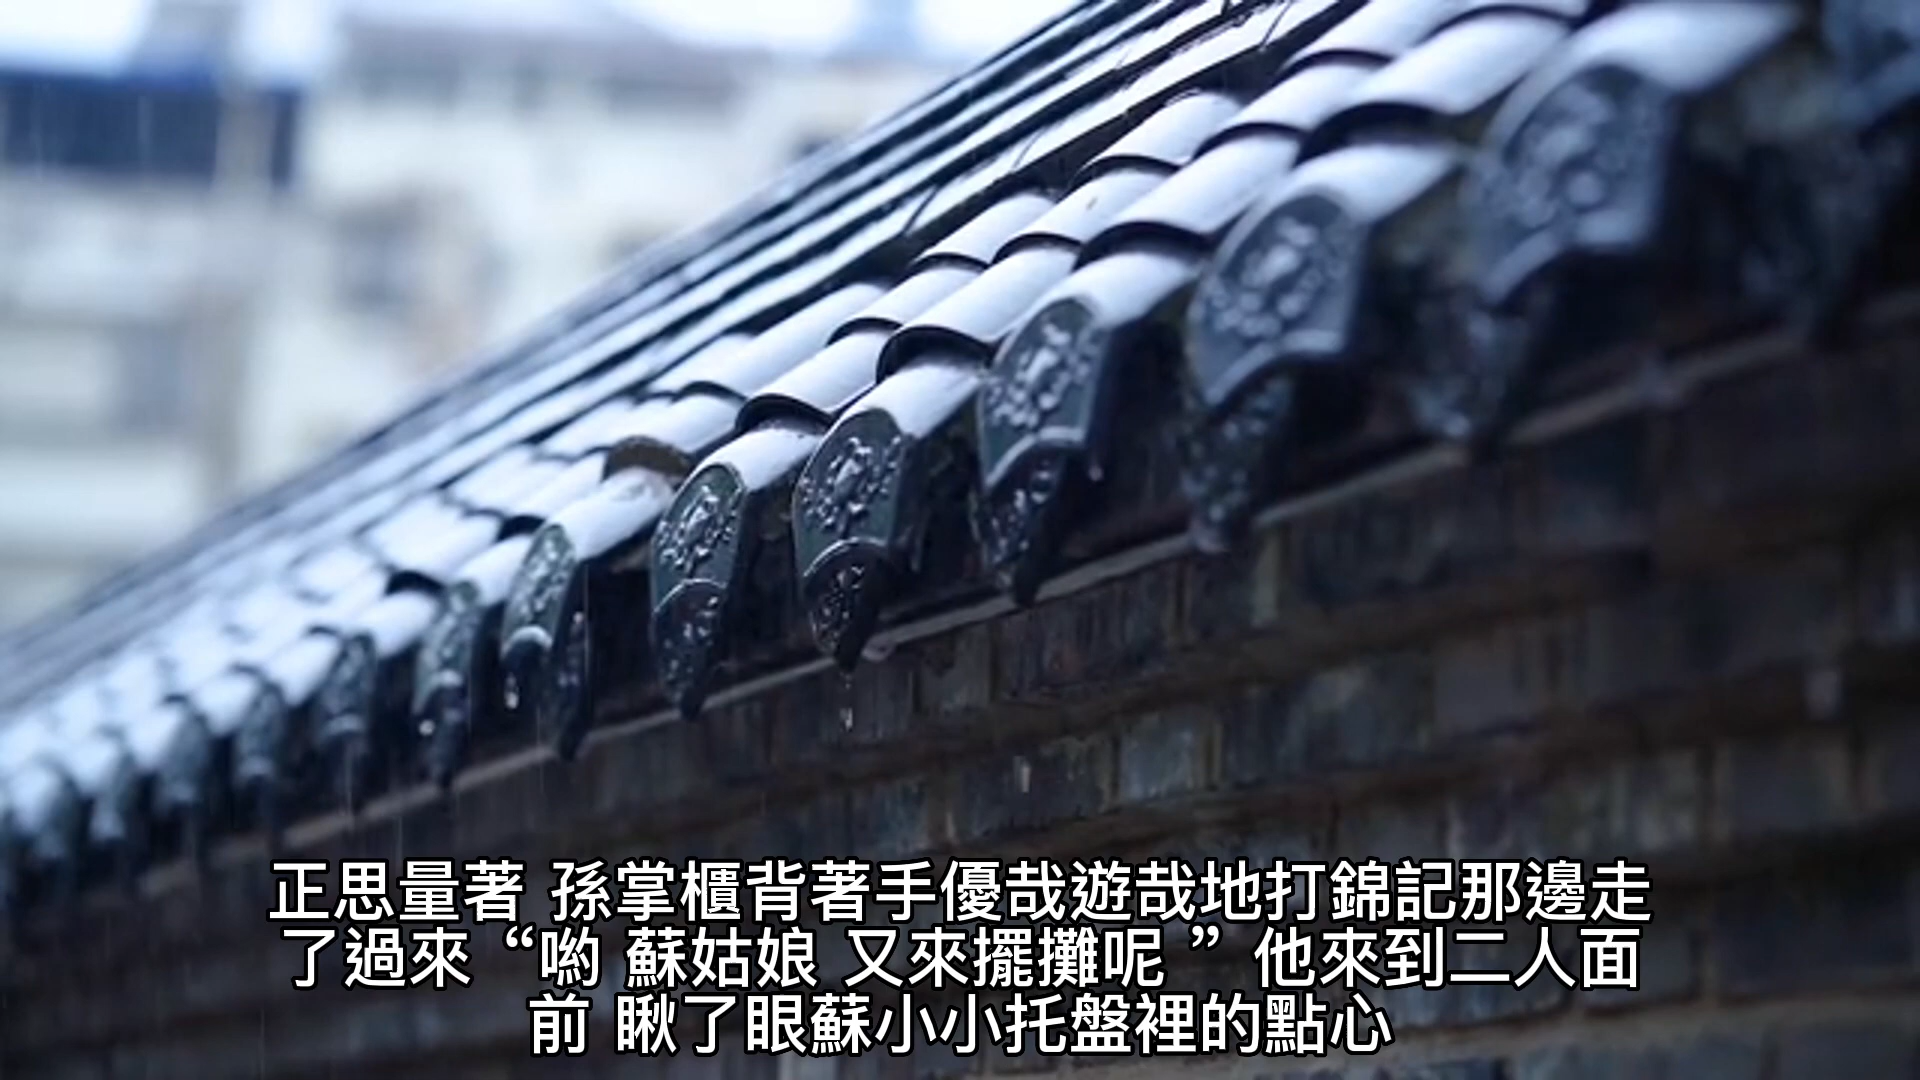 正思量著 孫掌櫃背著手優哉遊哉地打錦記那邊走
了過來“喲 蘇姑娘 又來擺攤呢 ”他來到二人面
前 瞅了眼蘇小小托盤裡的點心